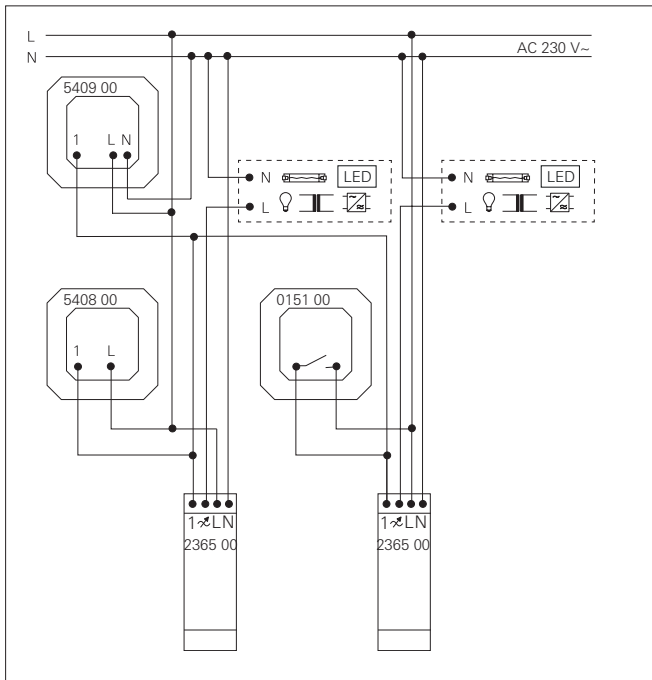 L
N
AC 230 V~
5409 00
1 L N
N LED
L
N LED
L
5408 00
1 L
0151 00
1 L N
2365 00
1 L N
2365 00